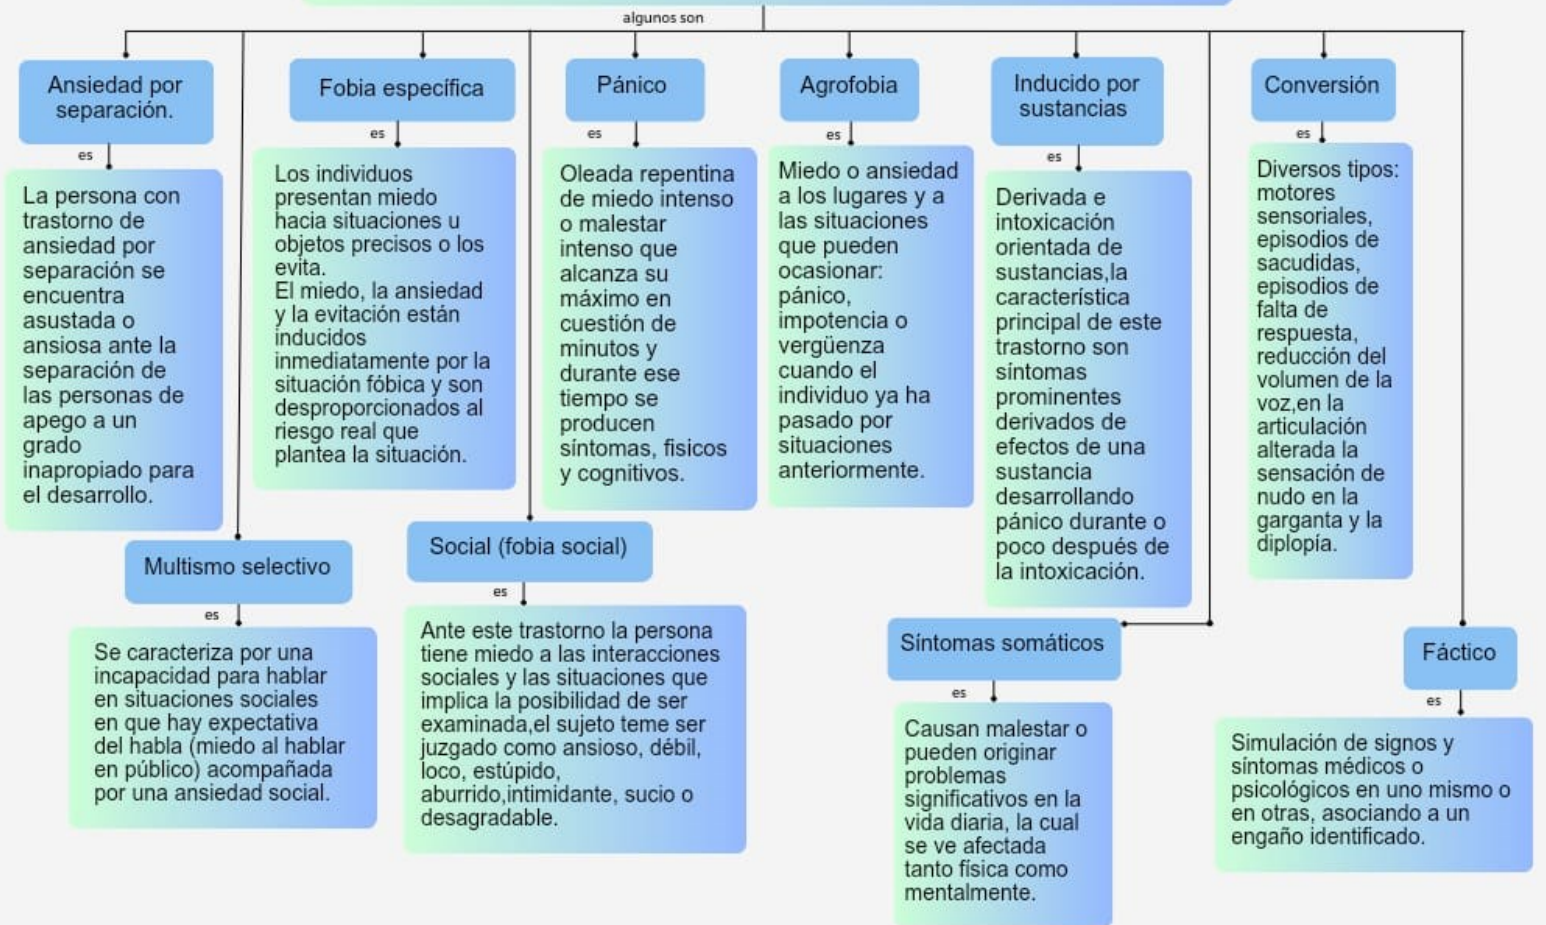 algunos son
Ansiedad por
separación.
es
La persona con
trastorno de
ansiedad por
separación se
encuentra
asustada o
ansiosa ante la
separación de
las personas de
apego a un
grado
inapropiado para
el desarrollo.
Multismo selectivo
es
Se caracteriza por una
incapacidad para hablar
en situaciones sociales
en que hay expectativa
del habla (miedo al hablar
en público) acompañada
por una ansiedad social.
Fobia específica
es
Los individuos
presentan miedo
hacia situaciones u
objetos precisos o los
evita.
El miedo, la ansiedad
y la evitación están
inducidos
inmediatamente por la
situación fóbica y son
desproporcionados al
riesgo real que
plantea la situación.
Social (fobia social)
es
Ante este trastorno la persona
tiene miedo a las interacciones
sociales y las situaciones que
implica la posibilidad de ser
examinada,el sujeto teme ser
juzgado como ansioso, débil,
loco, estúpido,
aburrido,intimidante, sucio o
desagradable.
Pánico
es
Oleada repentina
de miedo intenso
o malestar
intenso que
alcanza su
máximo en
cuestión de
minutos y
durante ese
tiempo se
producen
síntomas, fisicos
y cognitivos.
Agrofobia
es
Miedo o ansiedad
a los lugares y a
las situaciones
que pueden
ocasionar:
pánico,
impotencia o
vergüenza
cuando el
individuo ya ha
pasado por
situaciones
anteriormente.
Inducido por
sustancias
es
Derivada e
intoxicación
orientada de
sustancias,la
característica
principal de este
trastorno son
síntomas
prominentes
derivados de
efectos de una
sustancia
desarrollando
pánico durante o
poco después de
la intoxicación.
Síntomas somáticos
es
Causan malestar o
pueden originar
problemas
significativos en la
vida diaria, la cual
se ve afectada
tanto física como
mentalmente.
Conversión
es
Diversos tipos:
motores
sensoriales,
episodios de
sacudidas,
episodios de
falta de
respuesta,
reducción del
volumen de la
voz,en la
articulación
alterada la
sensación de
nudo en la
garganta y la
diplopía.
Fáctico
es
Simulación de signos y
síntomas médicos o
psicológicos en uno mismo o
en otras, asociando a un
engaño identificado.